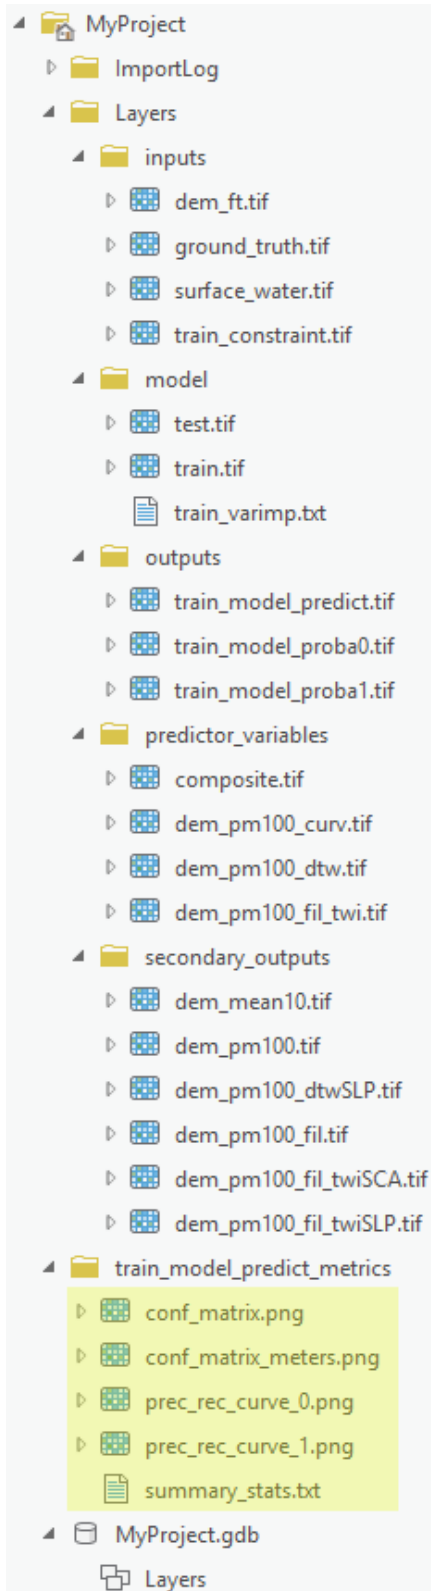 MyProject
ImportLog
Layers
inputs
dem_ft.tif
ground_truth.tif
surface_water.tif
train_constraint.tif
model
test.tif
train.tif
train_varimp.txt
outputs
train_model_predict.tif
train_model_proba0.tif
train_model_proba1.tif
predictor_variables
composite.tif
dem_pm100_curv.tif
dem_pm100_dtw.tif
dem_pm100_fil_twi.tif
secondary_outputs
dem_mean10.tif
dem_pm100.tif
dem_pm100_dtwSLP.tif
dem_pm100_fil.tif
dem_pm100_fil_twiSCA.tif
dem_pm100_fil_twiSLP.tif
train_model_predict_metrics
conf_matrix.png
conf_matrix_meters.png
prec_rec_curve_0.png
prec_rec_curve_1.png
summary_stats.txt
MyProject.gdb
Layers